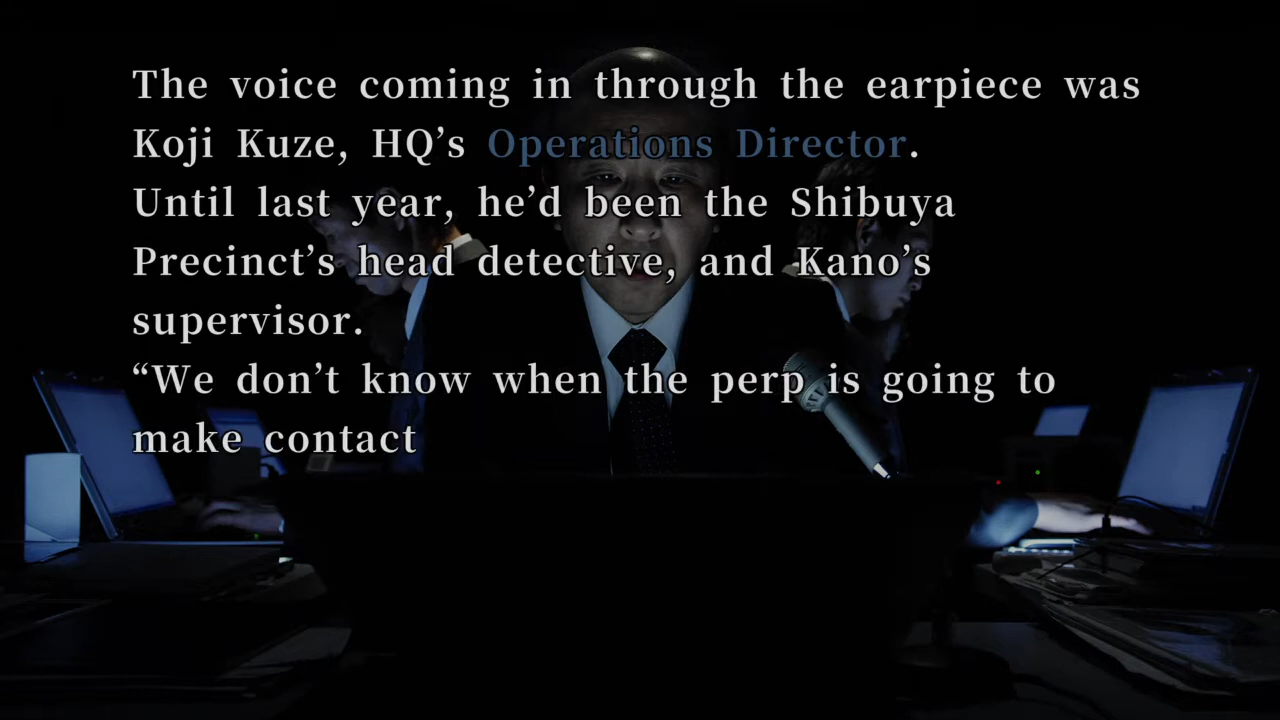 The voice coming in through the earpiece was
Koji Kuze, HQ’s Operations Director.
Until last year, he’d been the Shibuya
Precinct’s head detective, and Kano’s
supervisor.
“We don’t know when the perp is going to
make contact